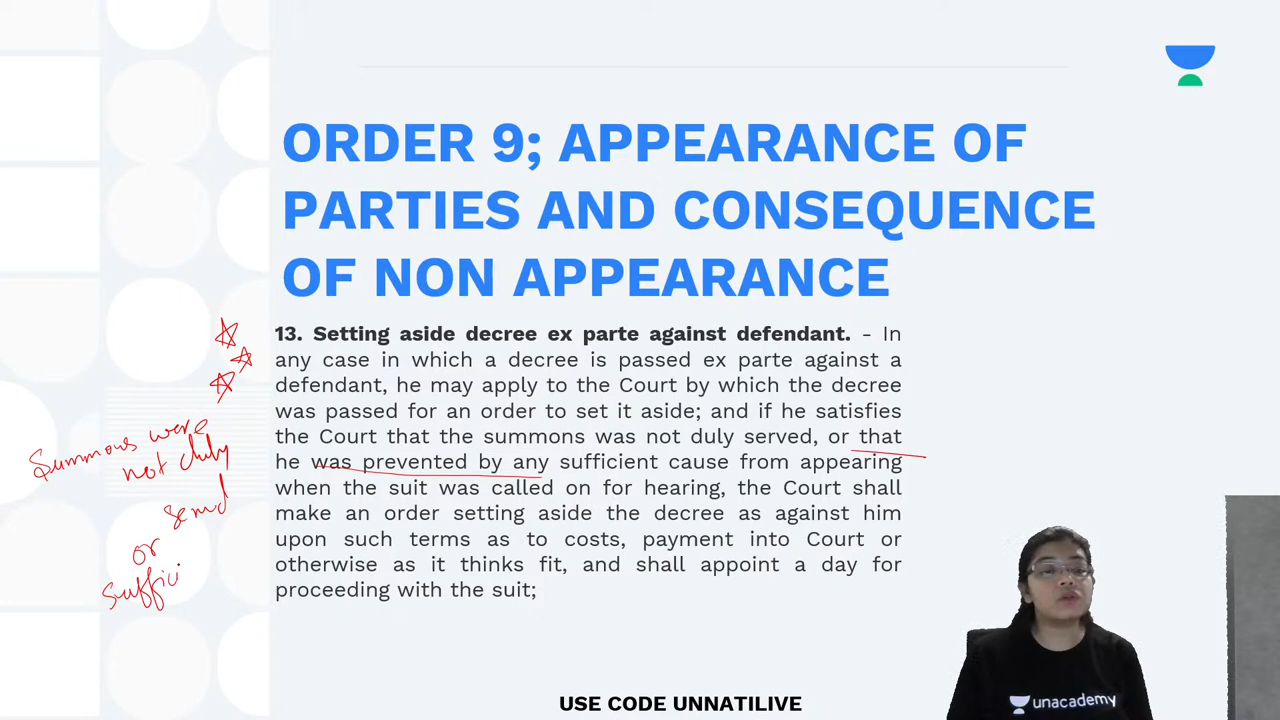 ORDER 9; APPEARANCE OF
PARTIES AND CONSEQUENCE
OF NON APPEARANCE
13. Setting aside decree ex parte against defendant. - In
any case in which a decree is passed ex parte against a
defendant, he may apply to the Court by which the decree
was passed for an order to set it aside; and if he satisfies
the Court that the summons was not duly served, or that
he was prevented by any sufficient cause from appearing
when the suit was called on for hearing, the Court shall
make an order setting aside the decree as against him
upon such terms as to costs, payment into Court or
otherwise as it thinks fit, and shall appoint a day for
proceeding with the suit;
Summons were
not duly
or
suffici
unacademy
USE CODE UNNATILIVE